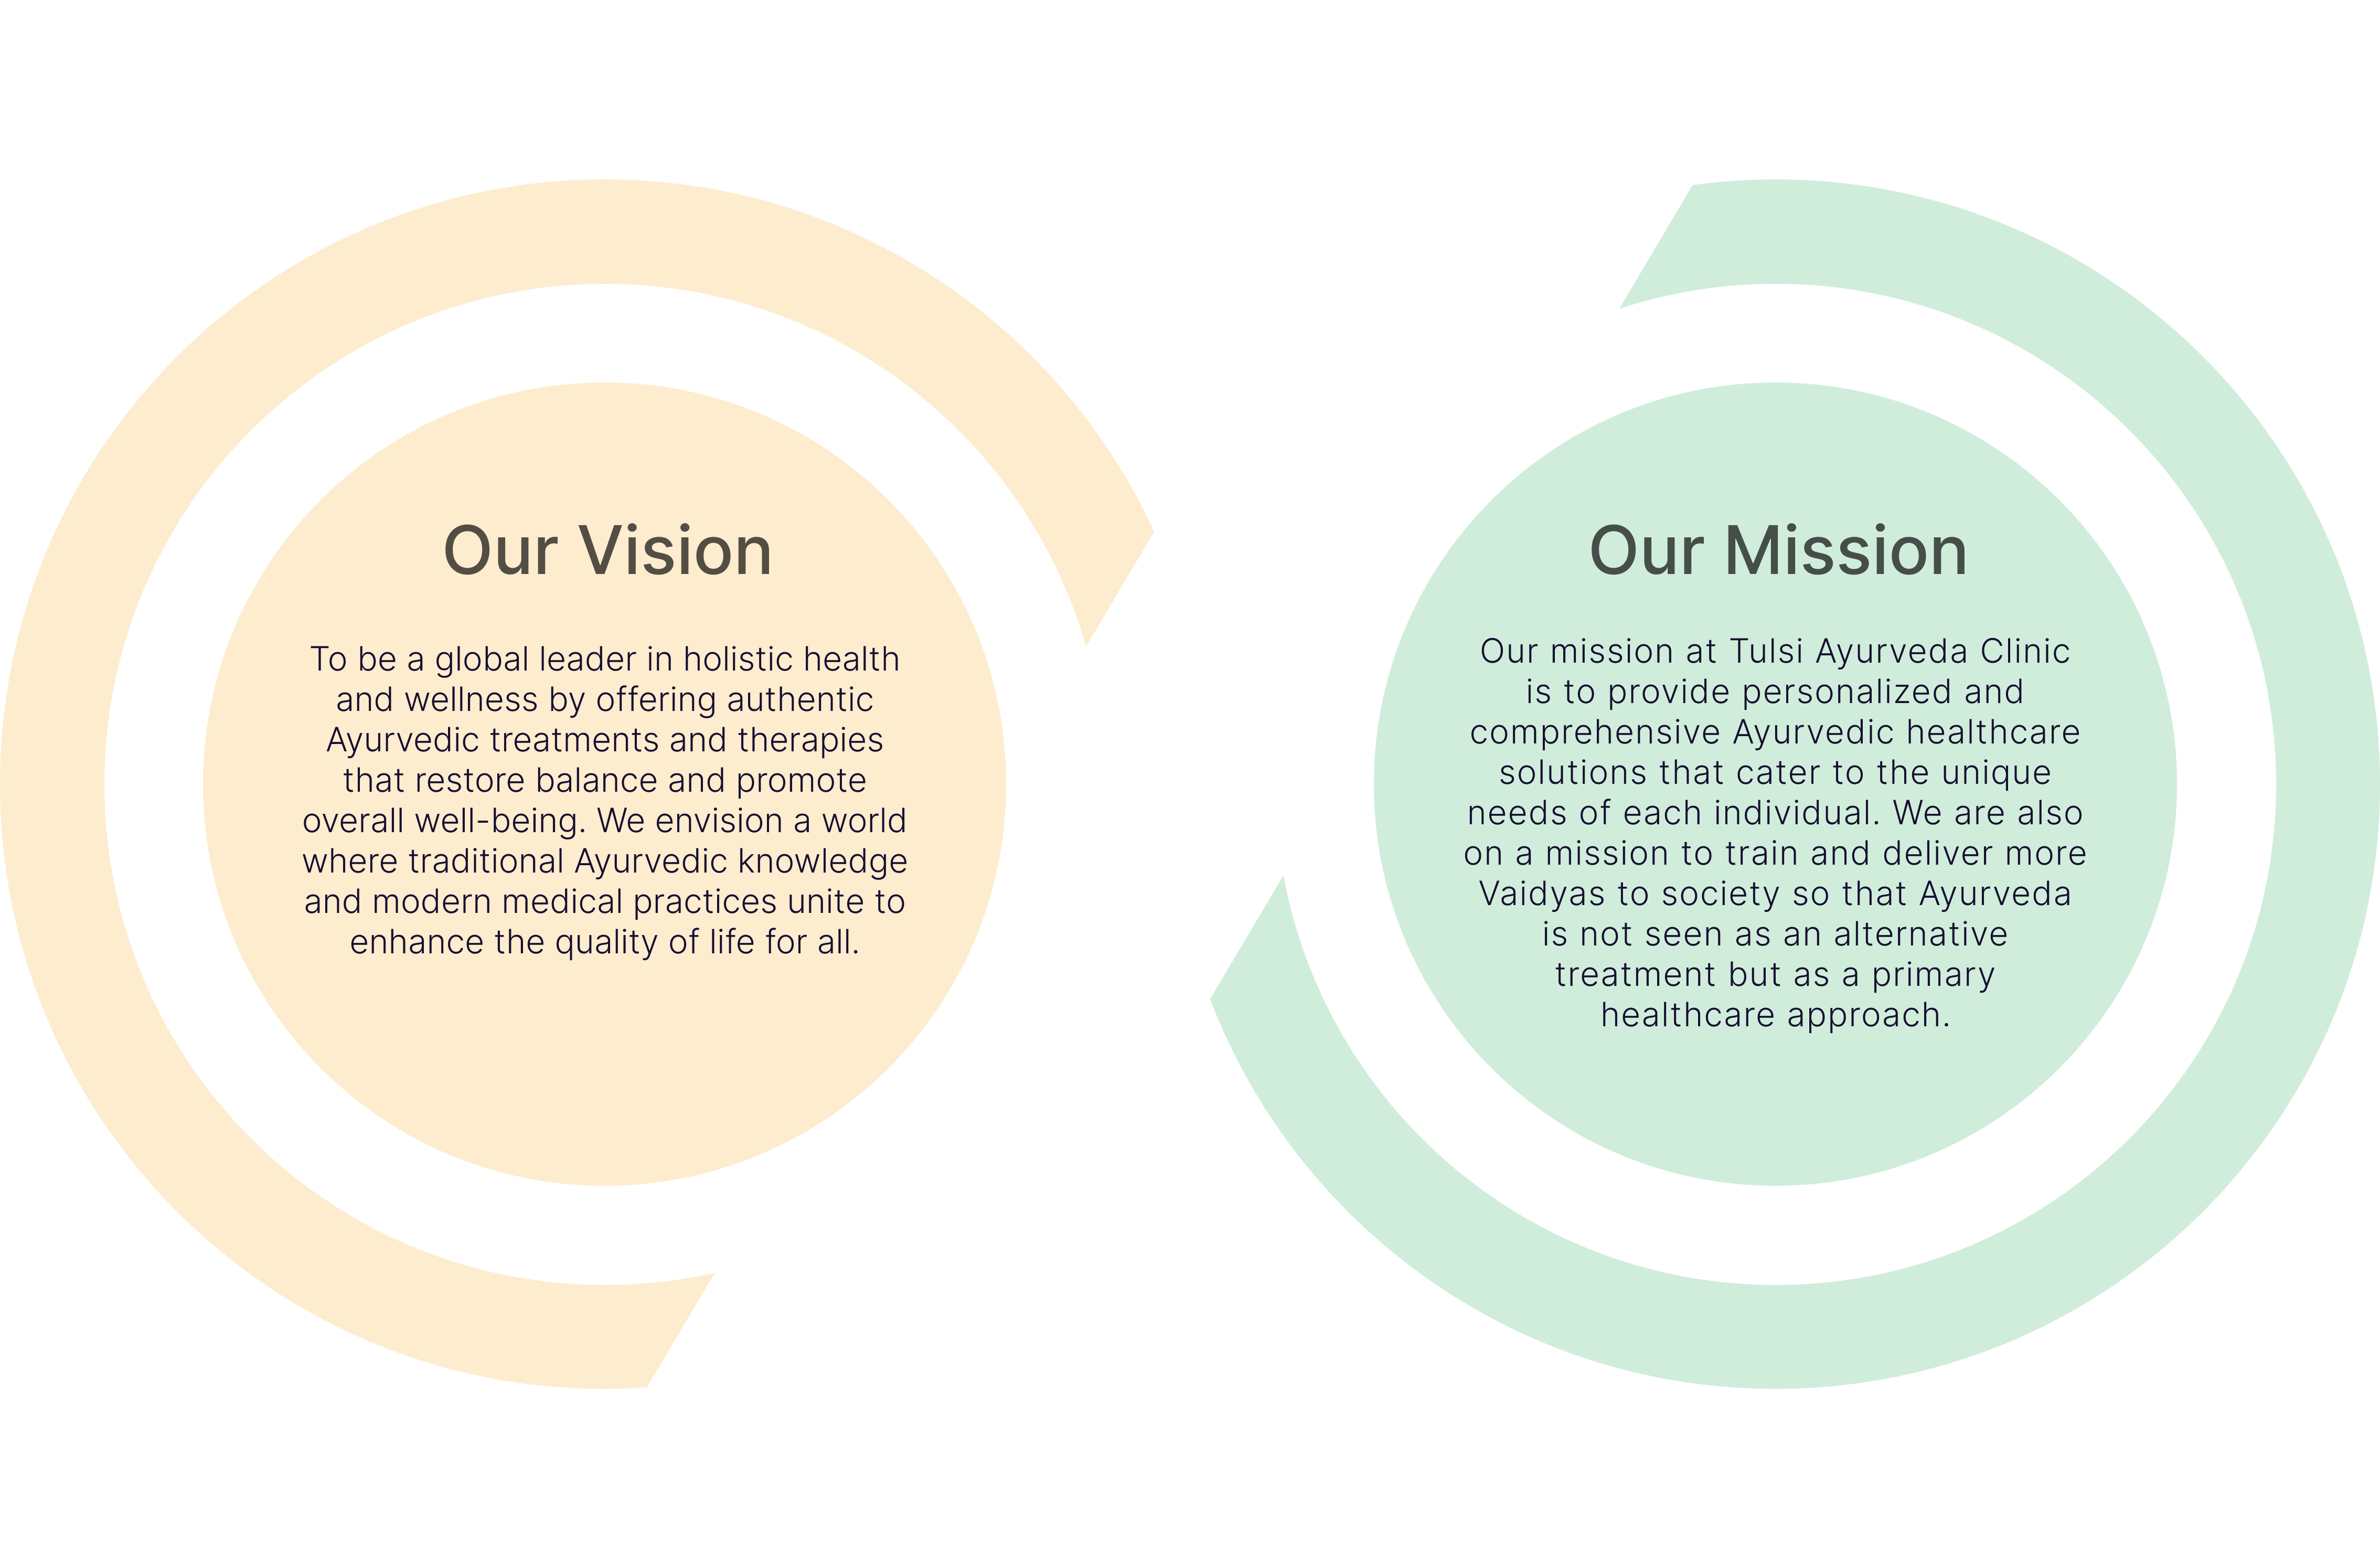 Our Vision
To be a global leader in holistic health
and wellness by offering authentic
Ayurvedic treatments and therapies
that restore balance and promote
overall well-being. We envision a world
where traditional Ayurvedic knowledge
and modern medical practices unite to
enhance the quality of life for all.
Our Mission
Our mission at Tulsi Ayurveda Clinic
is to provide personalized and
comprehensive Ayurvedic healthcare
solutions that cater to the unique
needs of each individual. We are also
on a mission to train and deliver more
Vaidyas to society so that Ayurveda
is not seen as an alternative
treatment but as a primary
healthcare approach.